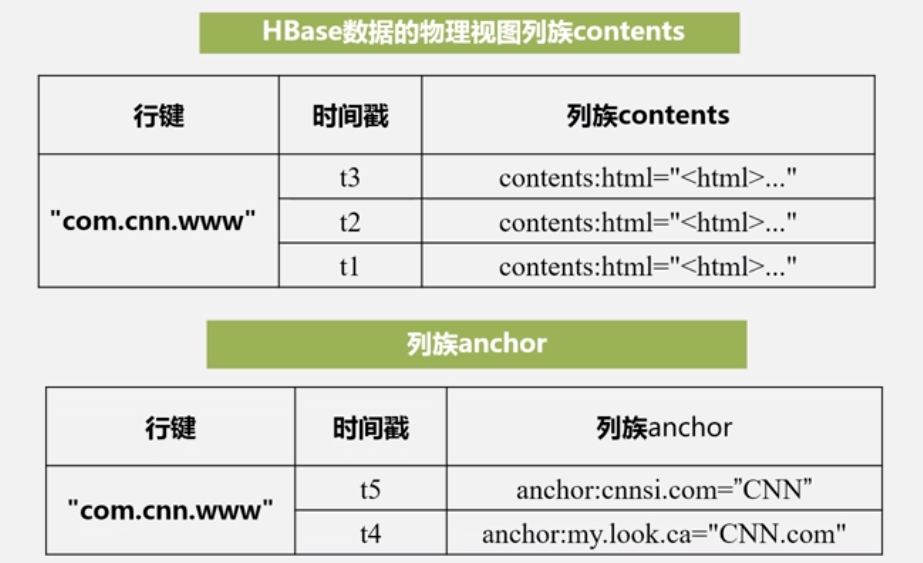 HBase数据的物理视图列族contents
行键 时间戳 列族contents
"com.cnn.www" t3 contents:html="<html>..."
t2 contents:html="<html>..."
t1 contents:html="<html>..."
列族anchor
行键 时间戳 列族anchor
"com.cnn.www" t5 anchor:cnnsi.com=”CNN”
t4 anchor:my.look.ca="CNN.com"